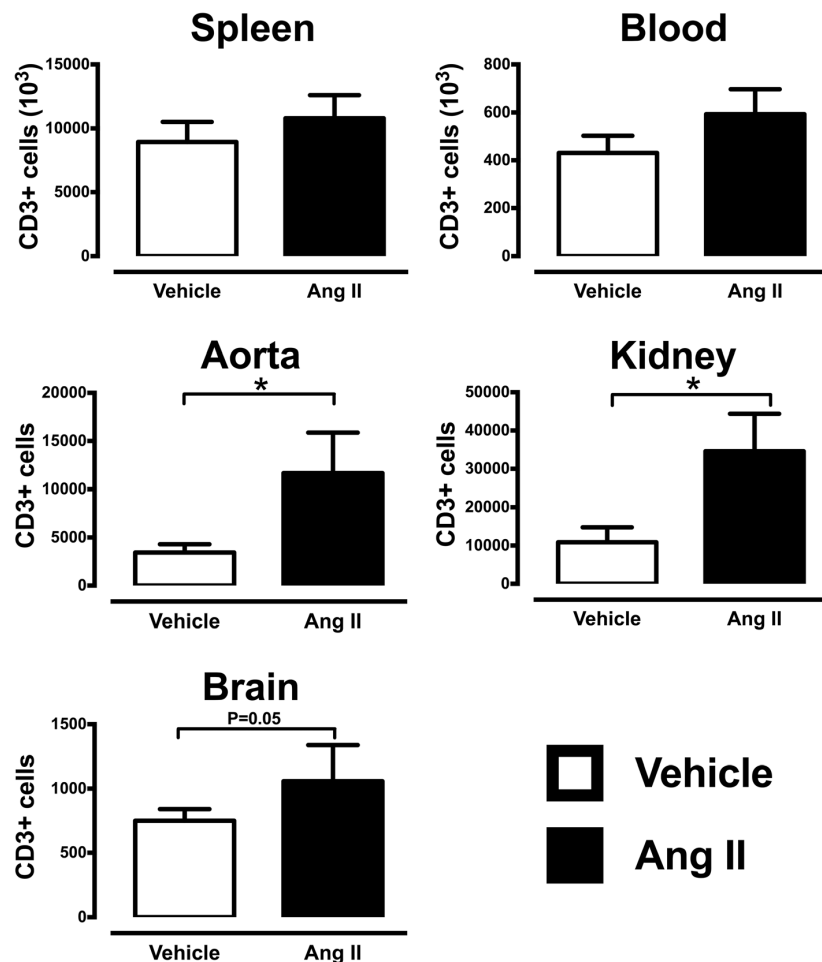 Spleen
CD3+ cells (10³)
15000
10000
5000
0
Vehicle Ang II
Blood
CD3+ cells (10³)
800
600
400
200
0
Vehicle Ang II
Aorta
*
CD3+ cells
20000
15000
10000
5000
0
Vehicle Ang II
Kidney
*
CD3+ cells
50000
40000
30000
20000
10000
0
Vehicle Ang II
Brain
P=0.05
CD3+ cells
1500
1000
500
0
Vehicle Ang II
Vehicle
Ang II